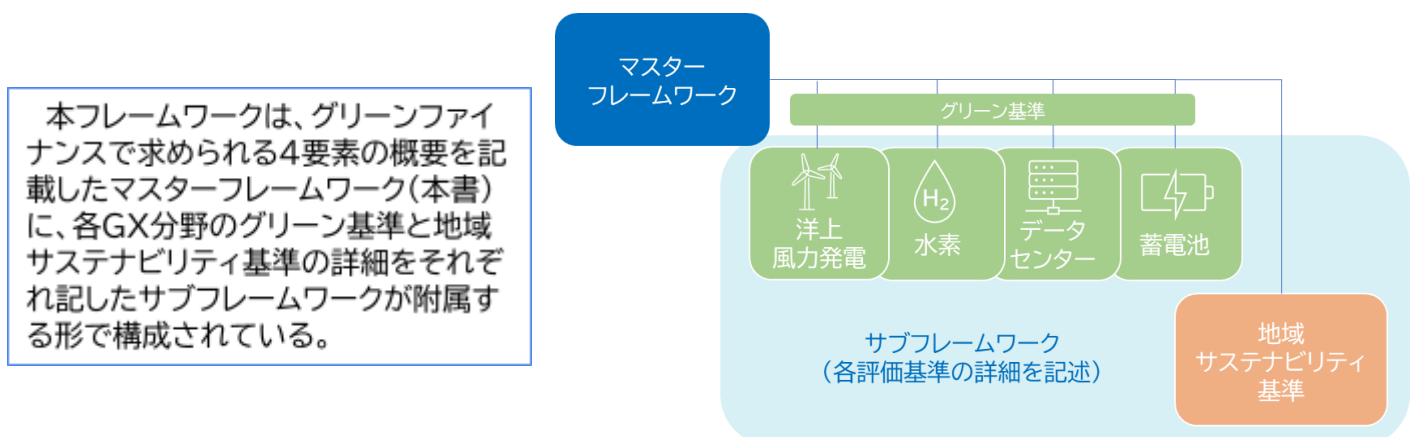 本フレームワークは、グリーンファイ
ナンスで求められる4要素の概要を記
載したマスターフレームワーク(本書)
に、各GX分野のグリーン基準と地域
サステナビリティ基準の詳細をそれぞ
れ記したサブフレームワークが附属す
る形で構成されている。
マスター
フレームワーク
グリーン基準
洋上
風力発電
H2
水素
データ
センター
蓄電池
サブフレームワーク
(各評価基準の詳細を記述)
地域
サステナビリティ
基準